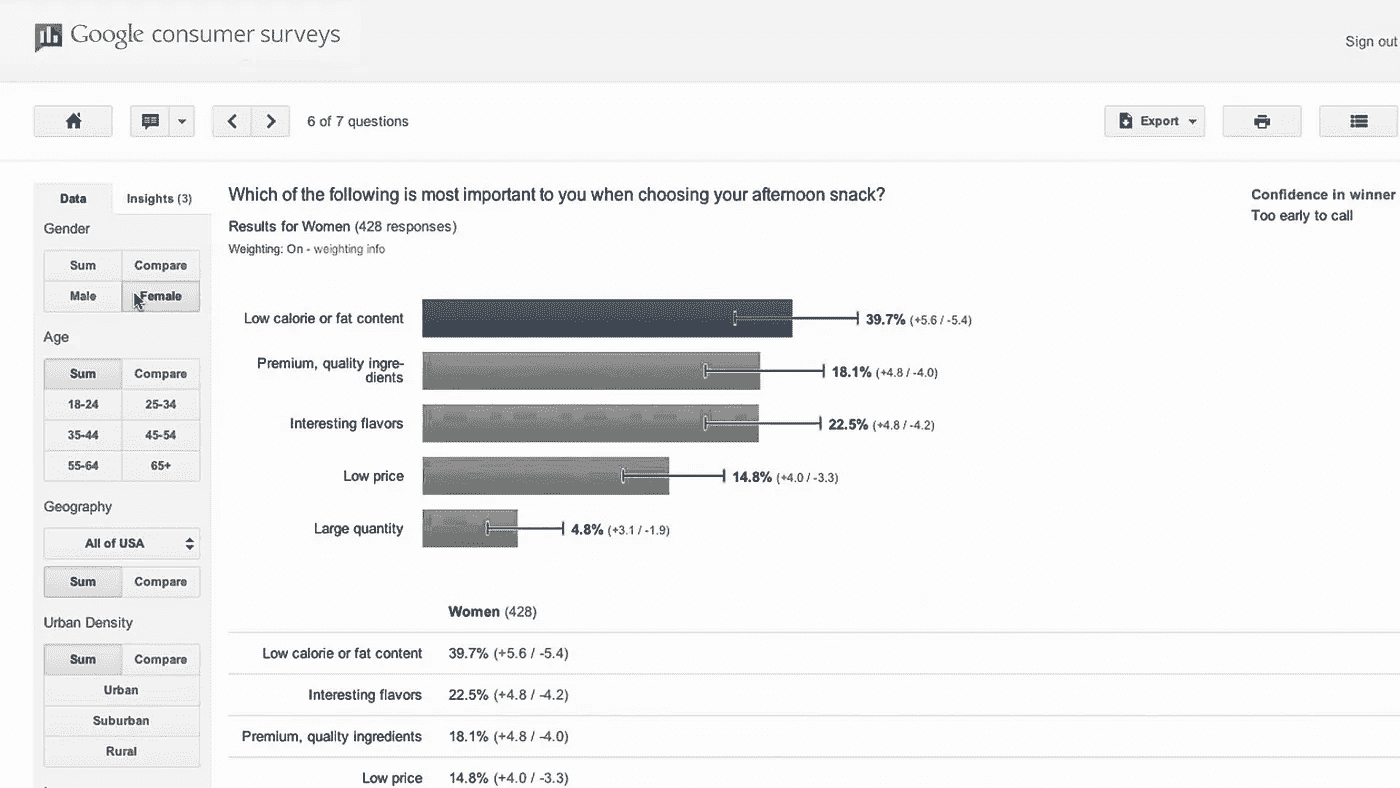 Google consumer surveys
Sign out
6 of 7 questions
Export
Data
Insights (3)
Gender
Sum Compare
Male Female
Age
Sum Compare
18-24 25-34
35-44 45-54
55-64 65+
Geography
All of USA
Sum Compare
Urban Density
Sum Compare
Urban
Suburban
Rural
Which of the following is most important to you when choosing your afternoon snack?
Results for Women (428 responses)
Weighting: On - weighting info
Confidence in winner
Too early to call
Low calorie or fat content 39.7% (+5.6 / -5.4)
Premium, quality ingre-
dients 18.1% (+4.8 / -4.0)
Interesting flavors 22.5% (+4.8 / -4.2)
Low price 14.8% (+4.0 / -3.3)
Large quantity 4.8% (+3.1 / -1.9)
Women (428)
Low calorie or fat content 39.7% (+5.6 / -5.4)
Interesting flavors 22.5% (+4.8 / -4.2)
Premium, quality ingredients 18.1% (+4.8 / -4.0)
Low price 14.8% (+4.0 / -3.3)